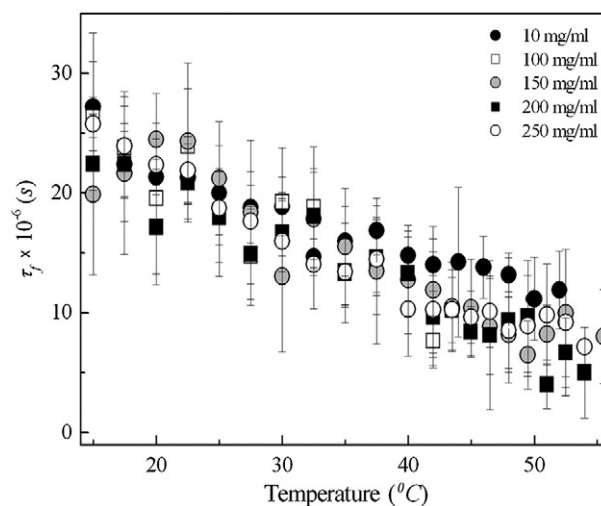 10 mg/ml
100 mg/ml
150 mg/ml
200 mg/ml
250 mg/ml
30
20
10
0
τf x 10⁻⁶ (s)
20 30 40 50
Temperature (⁰C)